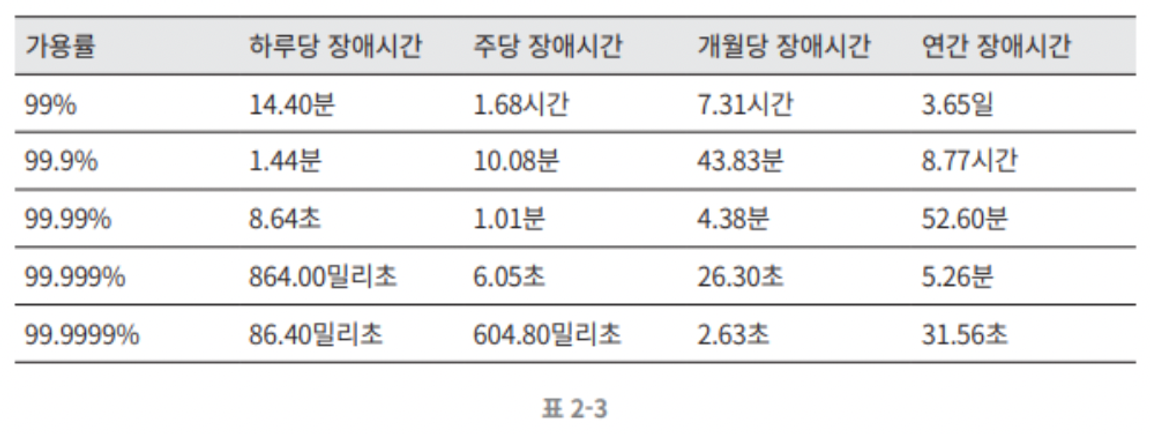 가용률 하루당 장애시간 주당 장애시간 개월당 장애시간 연간 장애시간
99% 14.40분 1.68시간 7.31시간 3.65일
99.9% 1.44분 10.08분 43.83분 8.77시간
99.99% 8.64초 1.01분 4.38분 52.60분
99.999% 864.00밀리초 6.05초 26.30초 5.26분
99.9999% 86.40밀리초 604.80밀리초 2.63초 31.56초
표 2-3